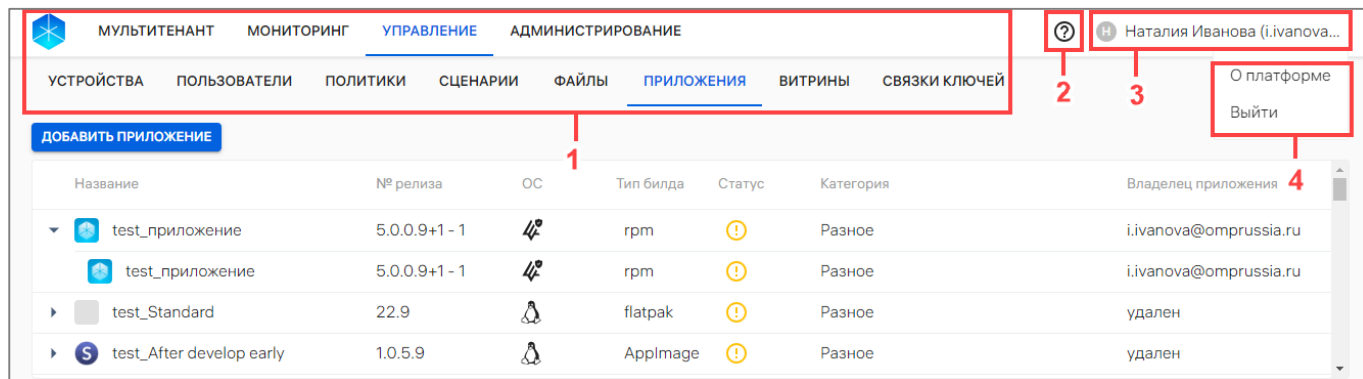 МУЛЬТИТЕНАНТ МОНИТОРИНГ УПРАВЛЕНИЕ АДМИНИСТРИРОВАНИЕ ? Н Наталия Иванова (i.ivanova...
УСТРОЙСТВА ПОЛЬЗОВАТЕЛИ ПОЛИТИКИ СЦЕНАРИИ ФАЙЛЫ ПРИЛОЖЕНИЯ ВИТРИНЫ СВЯЗКИ КЛЮЧЕЙ 2 3 О платформе
Выйти
ДОБАВИТЬ ПРИЛОЖЕНИЕ 1 4
Название № релиза ОС Тип билда Статус Категория Владелец приложения
test_приложение 5.0.0.9+1 - 1 rpm Разное i.ivanova@omprussia.ru
test_приложение 5.0.0.9+1 - 1 rpm Разное i.ivanova@omprussia.ru
test_Standard 22.9 flatpak Разное удален
S test_After develop early 1.0.5.9 AppImage Разное удален